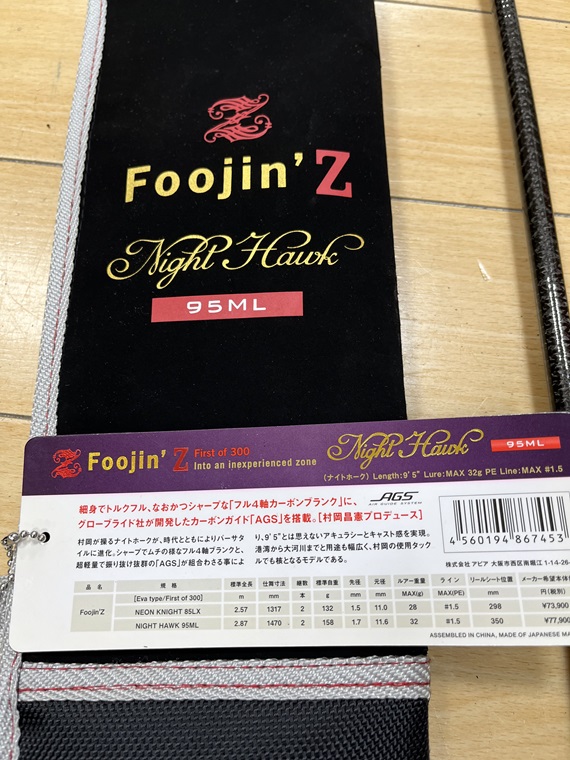 Z
Foojin' Z
Night Hawk
95ML
Z Foojin' Z First of 300
Into an inexperienced zone
Night Hawk 95ML
(ナイトホーク) Length:9'5" Lure:MAX 32g PE Line:MAX #1.5
細身でトルクフル、なおかつシャープな「フル4軸カーボンブランク」に、
グローブライド社が開発したカーボンガイド「AGS」を搭載。[村岡昌憲プロデュース]
AGS
AIR GUIDE SYSTEM
村岡が操るナイトホークが、時代とともによりバーサタ
イルに進化。シャープでムチの様なフル4軸ブランクと、
超軽量で振り抜け抜群の"AGS"が組合わさる事によ
り、9'5"とは思えないアキュラシーとキャスト感を実現。
港湾から大河川までと用途も幅広く、村岡の使用タック
ルでも核となるモデルである。
4560194867453
株式会社 アピア 大阪市西区南堀江 1-14-26-
品名 規格 標準全長 仕舞寸法 継数 標準自重 先径 元径 ルアー重量 ライン リールシート位置 メーカー希望本体
[Eva type/First of 300] m mm 本 g mm mm MAX(g) MAX(PE) mm 円(税別)
Foojin'Z NEON KNIGHT 85LX 2.57 1317 2 132 1.5 11.0 28 #1.5 298 ¥73,900
NIGHT HAWK 95ML 2.87 1470 2 158 1.7 11.6 32 #1.5 350 ¥77,900
ASSEMBLED IN CHINA, MADE OF JAPANESE MA